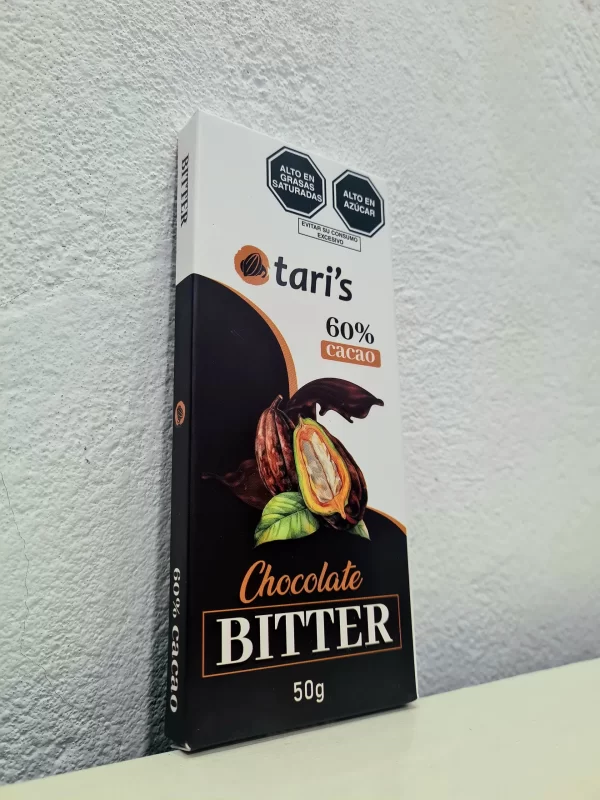 ALTO EN
GRASAS
SATURADAS
ALTO EN
AZÚCAR
EVITAR SU CONSUMO
EXCESIVO
tari's
60%
cacao
Chocolate
BITTER
50g
BITTER
60% cacao